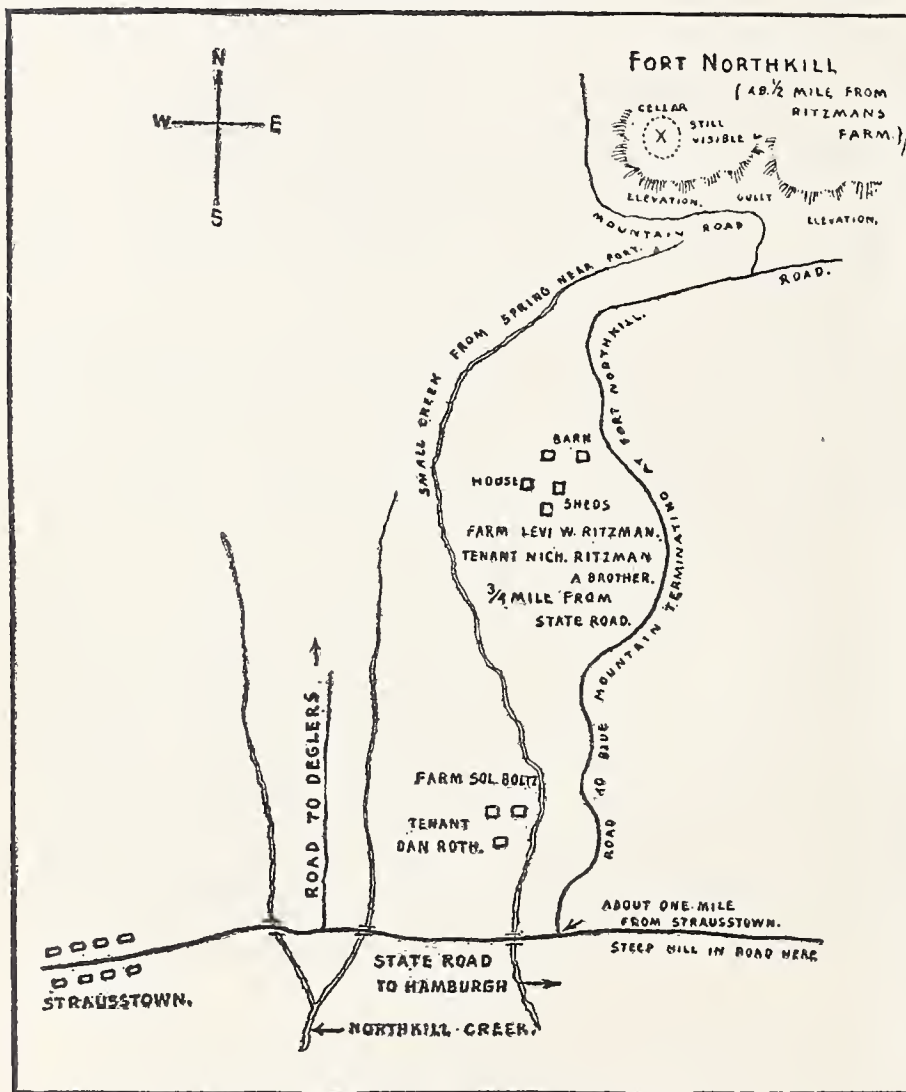 N
W E
S
FORT NORTHKILL
(AB. 1/2 MILE FROM
RITZMANS
FARM.)
CELLAR
STILL
VISIBLE
X
ELEVATION.
GULLY
ELEVATION.
MOUNTAIN ROAD
ROAD.
SMALL CREEK FROM SPRING NEAR FORT.
ROAD TO BLUE MOUNTAIN TERMINATING AT FORT NORTHKILL.
BARN
HOUSE
SHEDS
FARM LEVI W. RITZMAN.
TENANT NICH. RITZMAN
A BROTHER.
3/4 MILE FROM
STATE ROAD.
ROAD TO DEGLERS.
FARM SOL. BOLTZ
TENANT
DAN ROTH.
ABOUT ONE MILE
FROM STRAUSSTOWN.
STEEP HILL IN ROAD HERE
STRAUSSTOWN.
STATE ROAD
TO HAMBURGH
NORTHKILL CREEK.